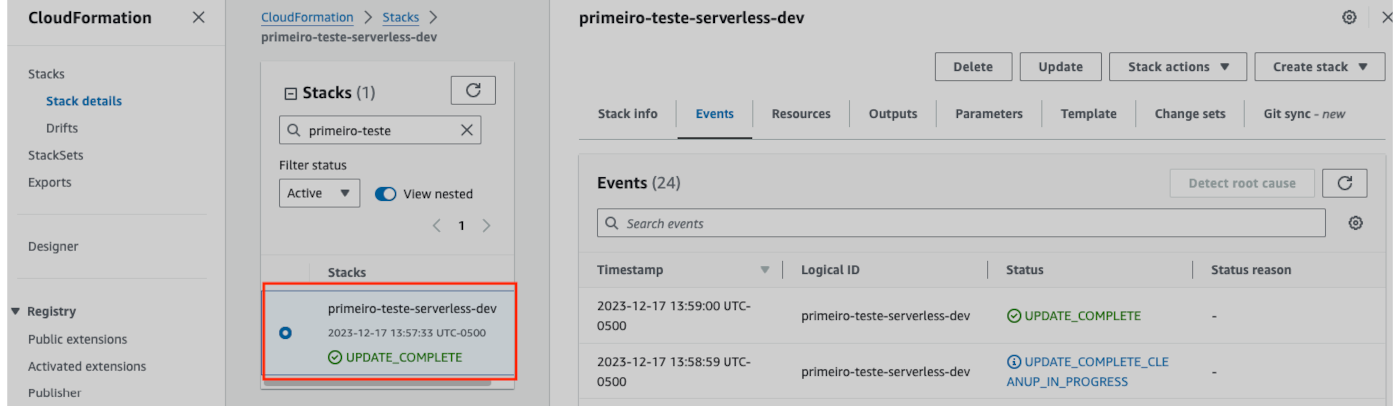 CloudFormation
Stacks
Stack details
Drifts
StackSets
Exports
Designer
Registry
Public extensions
Activated extensions
Publisher
CloudFormation > Stacks >
primeiro-teste-serverless-dev
Stacks (1)
primeiro-teste
Filter status
Active
View nested
1
Stacks
primeiro-teste-serverless-dev
2023-12-17 13:57:33 UTC-0500
UPDATE_COMPLETE
primeiro-teste-serverless-dev
Delete
Update
Stack actions
Create stack
Stack info
Events
Resources
Outputs
Parameters
Template
Change sets
Git sync - new
Events (24)
Detect root cause
Search events
Timestamp
Logical ID
Status
Status reason
2023-12-17 13:59:00 UTC-
0500
primeiro-teste-serverless-dev
UPDATE_COMPLETE
-
2023-12-17 13:58:59 UTC-
0500
primeiro-teste-serverless-dev
UPDATE_COMPLETE_CLE
ANUP_IN_PROGRESS
-